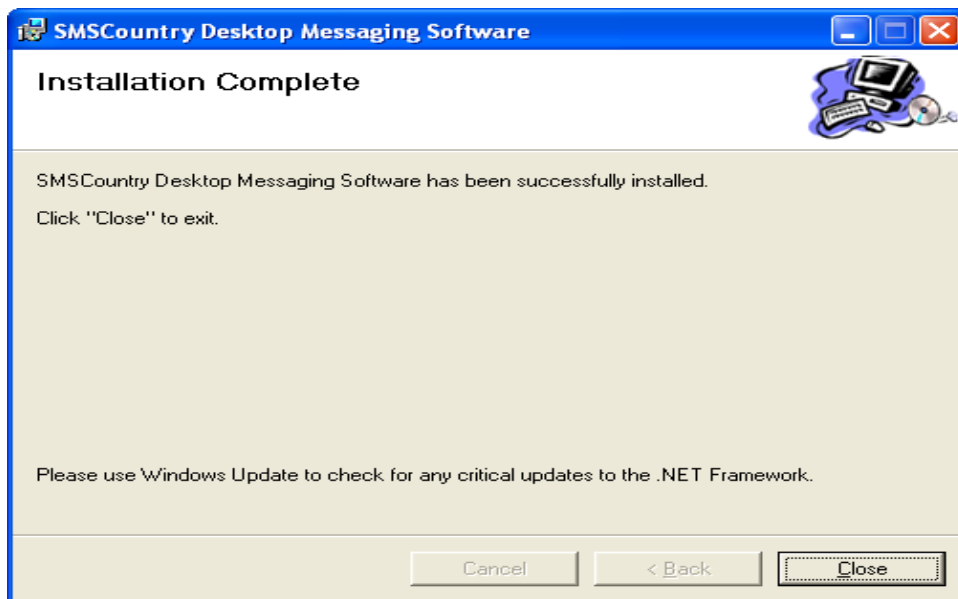 SMSCountry Desktop Messaging Software
Installation Complete
SMSCountry Desktop Messaging Software has been successfully installed.
Click "Close" to exit.
Please use Windows Update to check for any critical updates to the .NET Framework.
Cancel
< Back
Close